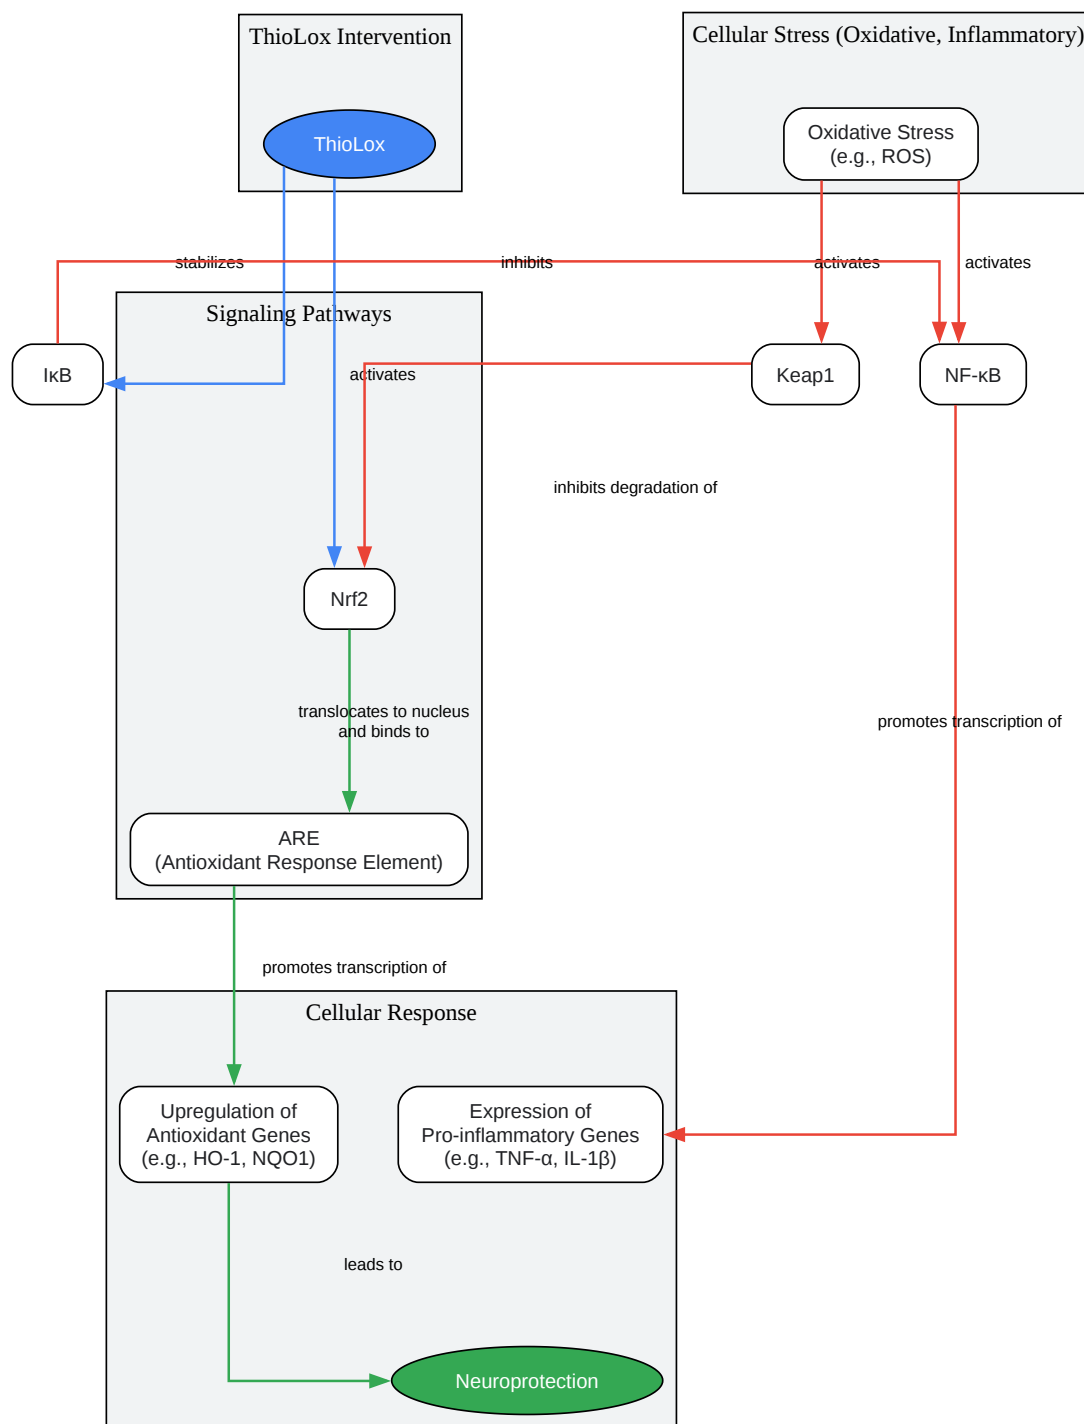 ThioLox Intervention
Cellular Stress (Oxidative, Inflammatory)
ThioLox
Oxidative Stress
(e.g., ROS)
stabilizes
inhibits
activates
activates
Signaling Pathways
IκB
activates
Keap1
NF-κB
inhibits degradation of
Nrf2
translocates to nucleus
and binds to
promotes transcription of
ARE
(Antioxidant Response Element)
promotes transcription of
Cellular Response
Upregulation of
Antioxidant Genes
(e.g., HO-1, NQO1)
Expression of
Pro-inflammatory Genes
(e.g., TNF-α, IL-1β)
leads to
Neuroprotection